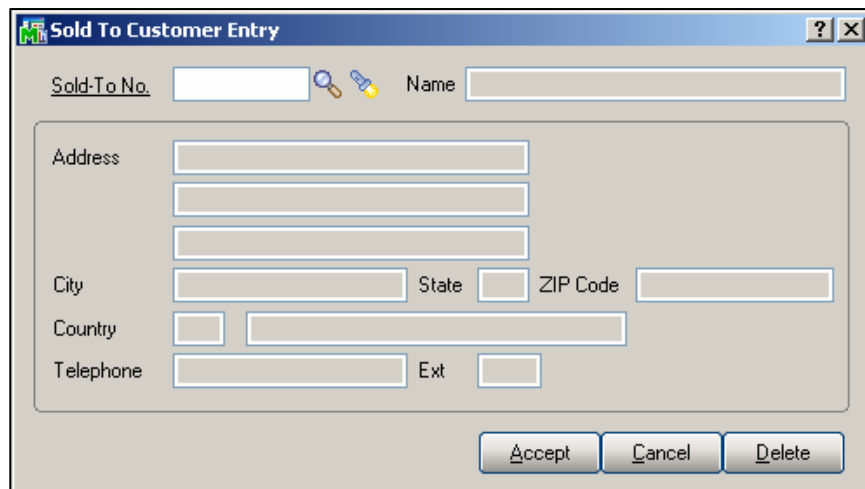 Sold To Customer Entry
Sold-To No. Name
Address
City State ZIP Code
Country
Telephone Ext
Accept Cancel Delete